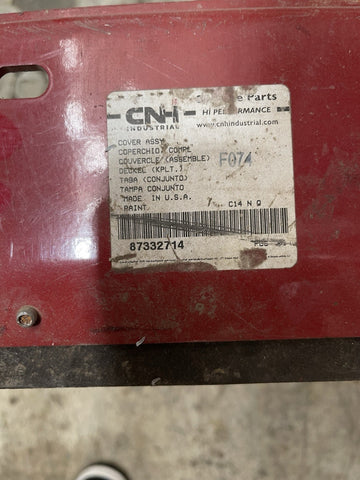 CNH
INDUSTRIAL
Parts
HI PERFORMANCE
www.cnhindustrial.com
COVER ASSY
COPERCHIO, COMPL
COUVERCLE (ASSEMBLE)
DECKEL (KPLT.)
F074
TAPA (CONJUNTO)
TAMPA CONJUNTO
MADE IN U.S.A.
PAINT 7 C14 N Q
87332714